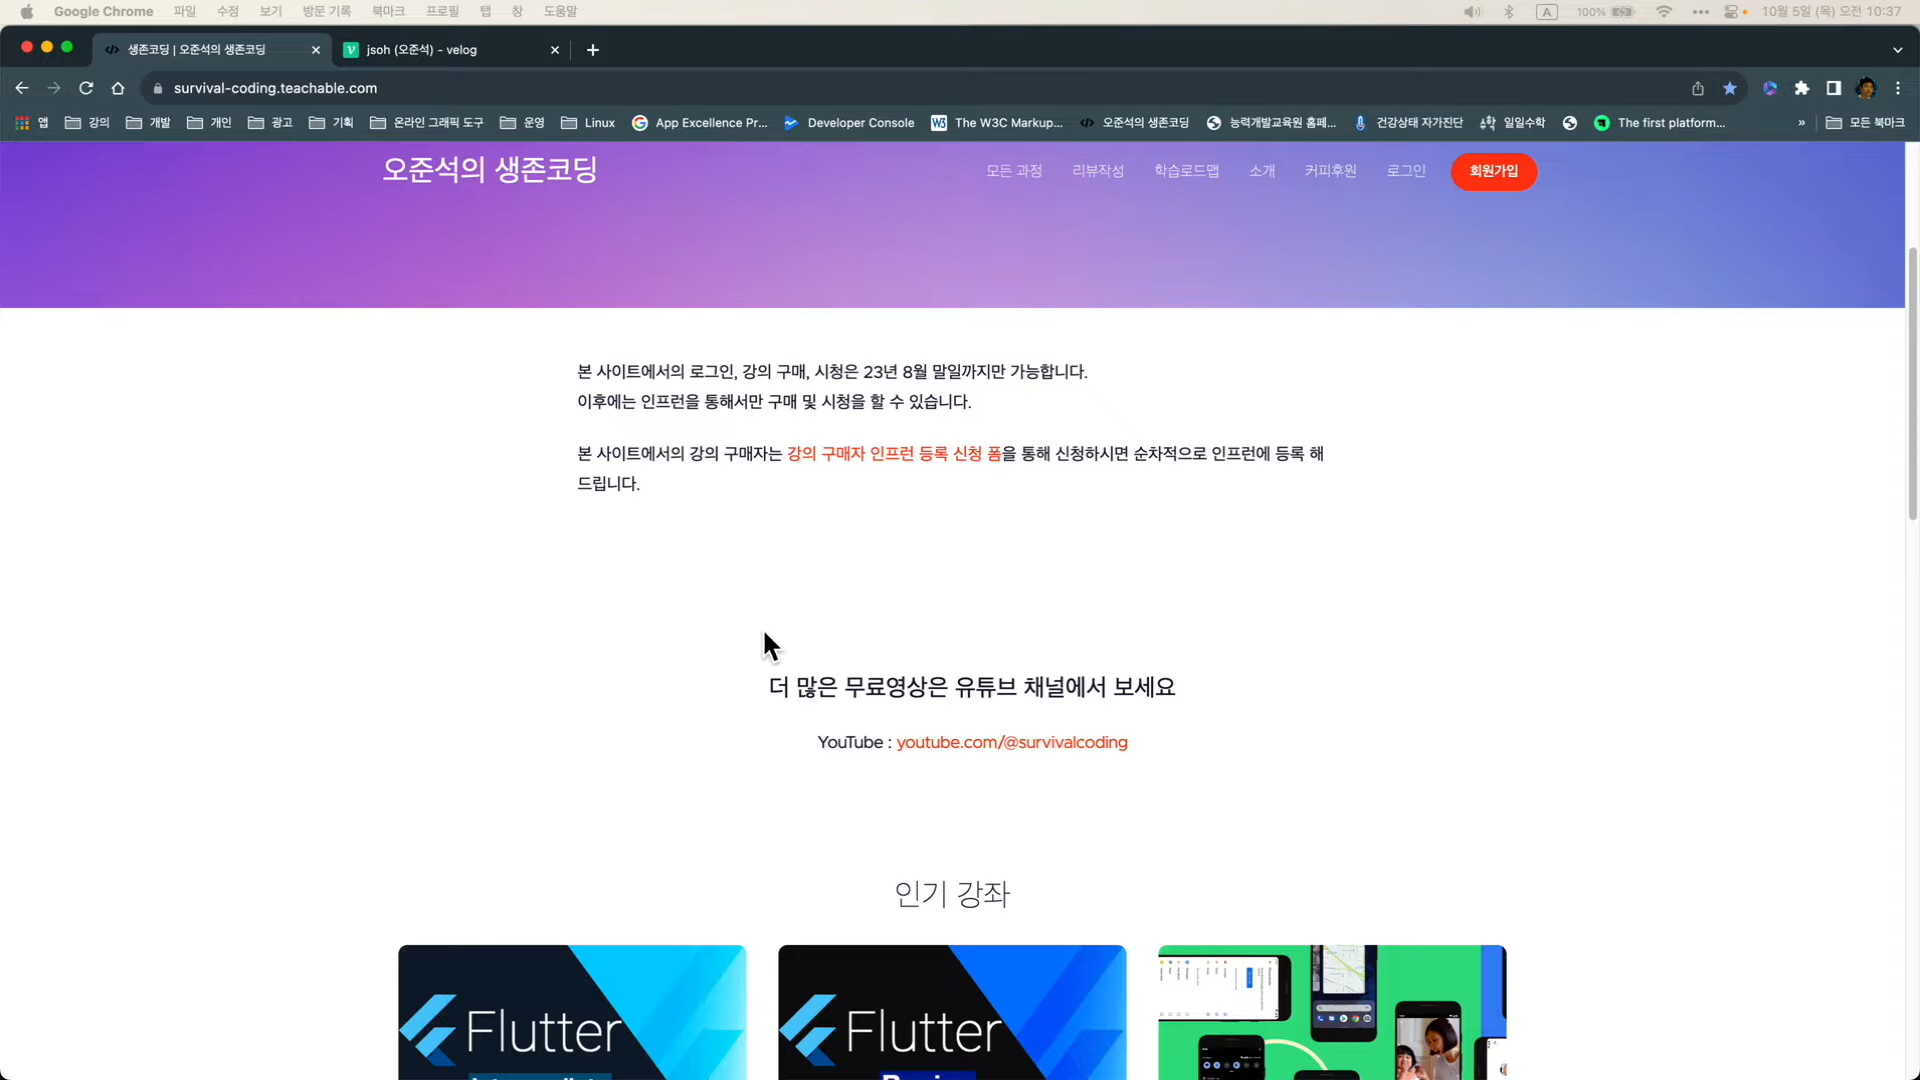 Google Chrome 파일 수정 보기 방문 기록 북마크 프로필 탭 창 도움말 A 100% 10월 5일 (목) 오전 10:37
생존코딩 | 오준석의 생존코딩 jsoh (오준석) - velog
survival-coding.teachable.com
앱 강의 개발 개인 광고 기획 온라인 그래픽 도구 운영 Linux App Excellence Pr... Developer Console The W3C Markup... 오준석의 생존코딩 능력개발교육원 홈페... 건강상태 자가진단 일일수학 The first platform... » 모든 북마크
오준석의 생존코딩 모든 과정 리뷰작성 학습로드맵 소개 커피후원 로그인 회원가입
본 사이트에서의 로그인, 강의 구매, 시청은 23년 8월 말일까지만 가능합니다.
이후에는 인프런을 통해서만 구매 및 시청을 할 수 있습니다.
본 사이트에서의 강의 구매자는 강의 구매자 인프런 등록 신청 폼을 통해 신청하시면 순차적으로 인프런에 등록 해
드립니다.
더 많은 무료영상은 유튜브 채널에서 보세요
YouTube : youtube.com/@survivalcoding
인기 강좌
Flutter Flutter